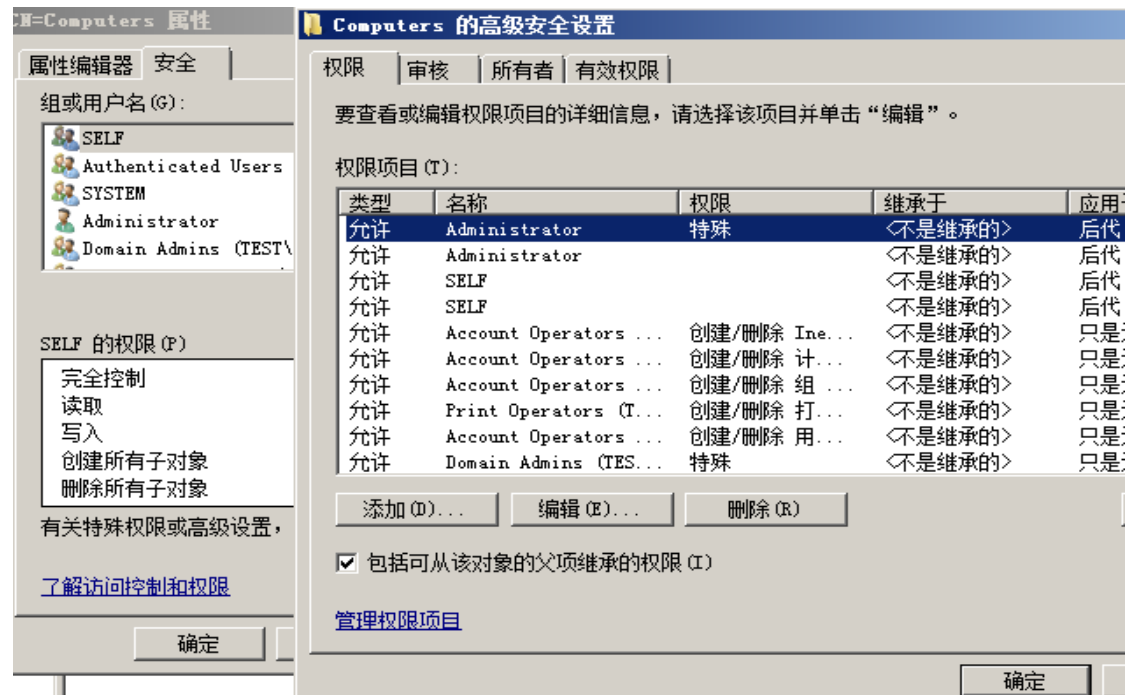 CN=Computers 属性
属性编辑器 安全
组或用户名(G):
SELF
Authenticated Users
SYSTEM
Administrator
Domain Admins (TEST\
SELF 的权限(P)
完全控制
读取
写入
创建所有子对象
删除所有子对象
有关特殊权限或高级设置，
了解访问控制和权限
确定
Computers 的高级安全设置
权限 审核 所有者 有效权限
要查看或编辑权限项目的详细信息，请选择该项目并单击“编辑”。
权限项目(T):
类型 名称 权限 继承于 应用
允许 Administrator 特殊 <不是继承的> 后代
允许 Administrator <不是继承的> 后代
允许 SELF <不是继承的> 后代
允许 SELF <不是继承的> 后代
允许 Account Operators ... 创建/删除 Ine... <不是继承的> 只是
允许 Account Operators ... 创建/删除 计... <不是继承的> 只是
允许 Account Operators ... 创建/删除 组 ... <不是继承的> 只是
允许 Print Operators (T... 创建/删除 打... <不是继承的> 只是
允许 Account Operators ... 创建/删除 用... <不是继承的> 只是
允许 Domain Admins (TES... 特殊 <不是继承的> 只是
添加(D)... 编辑(E)... 删除(R)
包括可从该对象的父项继承的权限(I)
管理权限项目
确定